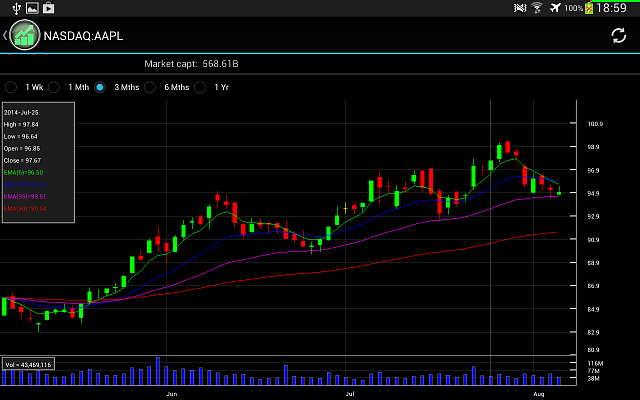 100% 18:59
NASDAQ:AAPL
Market capt: 568.61B
1 Wk 1 Mth 3 Mths 6 Mths 1 Yr
2014-Jul-25
High = 97.84
Low = 96.64
Open = 96.85
Close = 97.67
EMA(5)=96.50
EMA(35)=93.51
100.9
98.9
96.9
94.9
92.9
90.9
88.9
86.9
84.9
82.9
80.9
Vol = 43,469,116
116M
77M
38M
Jun Jul Aug